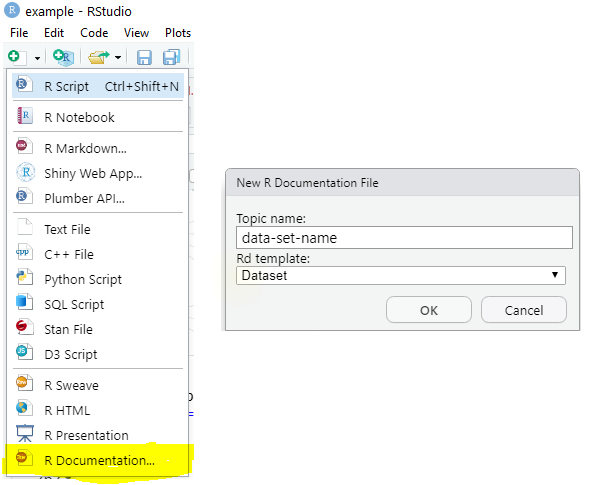 example - RStudio
File Edit Code View Plots
R Script Ctrl+Shift+N
R Notebook
R Markdown...
Shiny Web App...
Plumber API...
Text File
C++ File
Python Script
SQL Script
Stan File
D3 Script
R Sweave
R HTML
R Presentation
R Documentation...
New R Documentation File
Topic name:
data-set-name
Rd template:
Dataset
OK Cancel